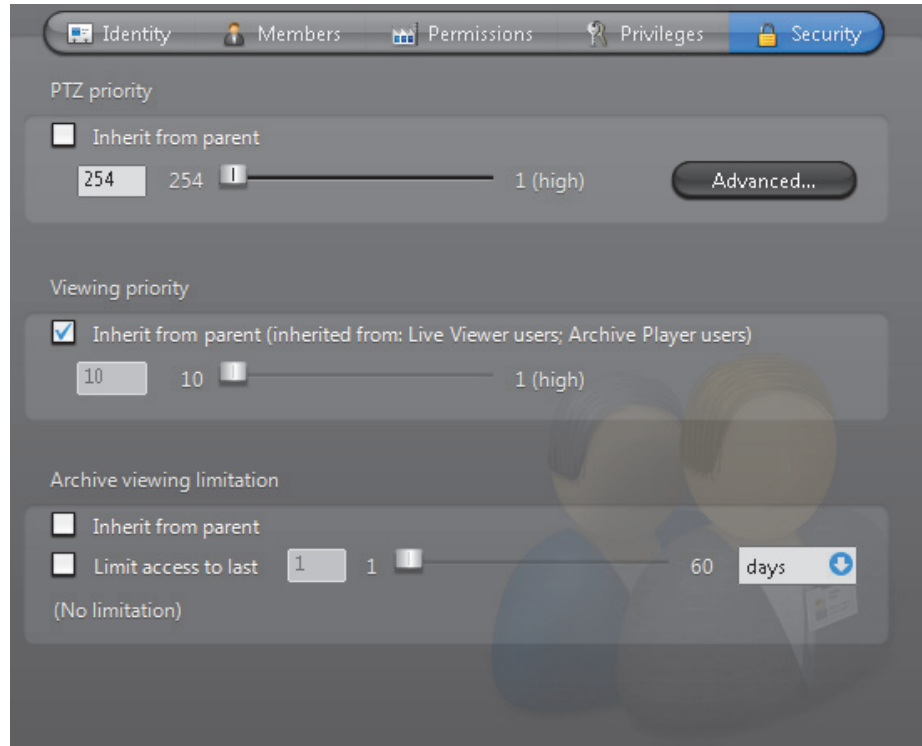 Identity Members Permissions Privileges Security
PTZ priority
Inherit from parent
254 254 1 (high) Advanced...
Viewing priority
Inherit from parent (inherited from: Live Viewer users; Archive Player users)
10 10 1 (high)
Archive viewing limitation
Inherit from parent
Limit access to last 1 1 60 days
(No limitation)